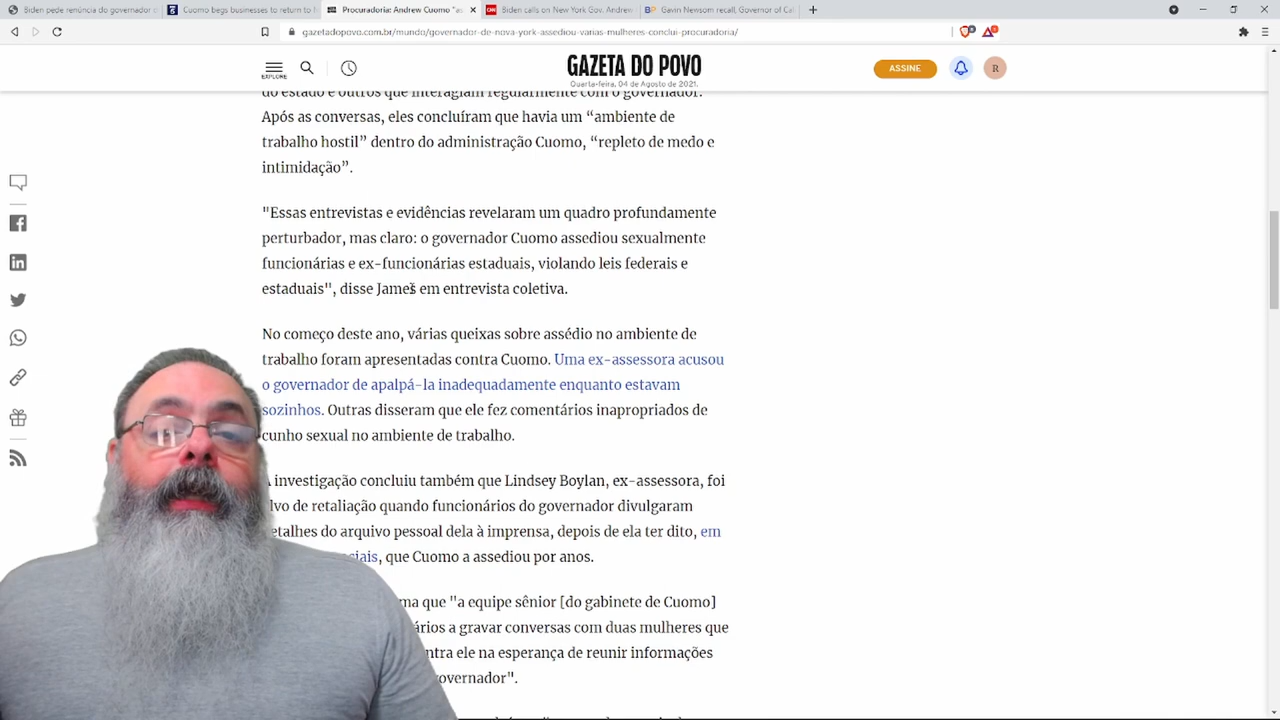 Biden pede renúncia do governador d
Cuomo begs businesses to return to N
Procuradoria: Andrew Cuomo "as
Biden calls on New York Gov. Andrew
Gavin Newsom recall, Governor of Cal
gazetadopovo.com.br/mundo/governador-de-nova-york-assediou-varias-mulheres-conclui-procuradoria/
EXPLORE
GAZETA DO POVO
Quarta-feira, 04 de Agosto de 2021.
ASSINE
R
do estado e outros que interagiam regularmente com o governador.
Após as conversas, eles concluíram que havia um “ambiente de
trabalho hostil” dentro do administração Cuomo, “repleto de medo e
intimidação”.
"Essas entrevistas e evidências revelaram um quadro profundamente
perturbador, mas claro: o governador Cuomo assediou sexualmente
funcionárias e ex-funcionárias estaduais, violando leis federais e
estaduais", disse James em entrevista coletiva.
No começo deste ano, várias queixas sobre assédio no ambiente de
trabalho foram apresentadas contra Cuomo. Uma ex-assessora acusou
o governador de apalpá-la inadequadamente enquanto estavam
sozinhos. Outras disseram que ele fez comentários inapropriados de
cunho sexual no ambiente de trabalho.
A investigação concluiu também que Lindsey Boylan, ex-assessora, foi
lvo de retaliação quando funcionários do governador divulgaram
etalhes do arquivo pessoal dela à imprensa, depois de ela ter dito, em
ciais, que Cuomo a assediou por anos.
ma que "a equipe sênior [do gabinete de Cuomo]
ários a gravar conversas com duas mulheres que
ntra ele na esperança de reunir informações
overnador".